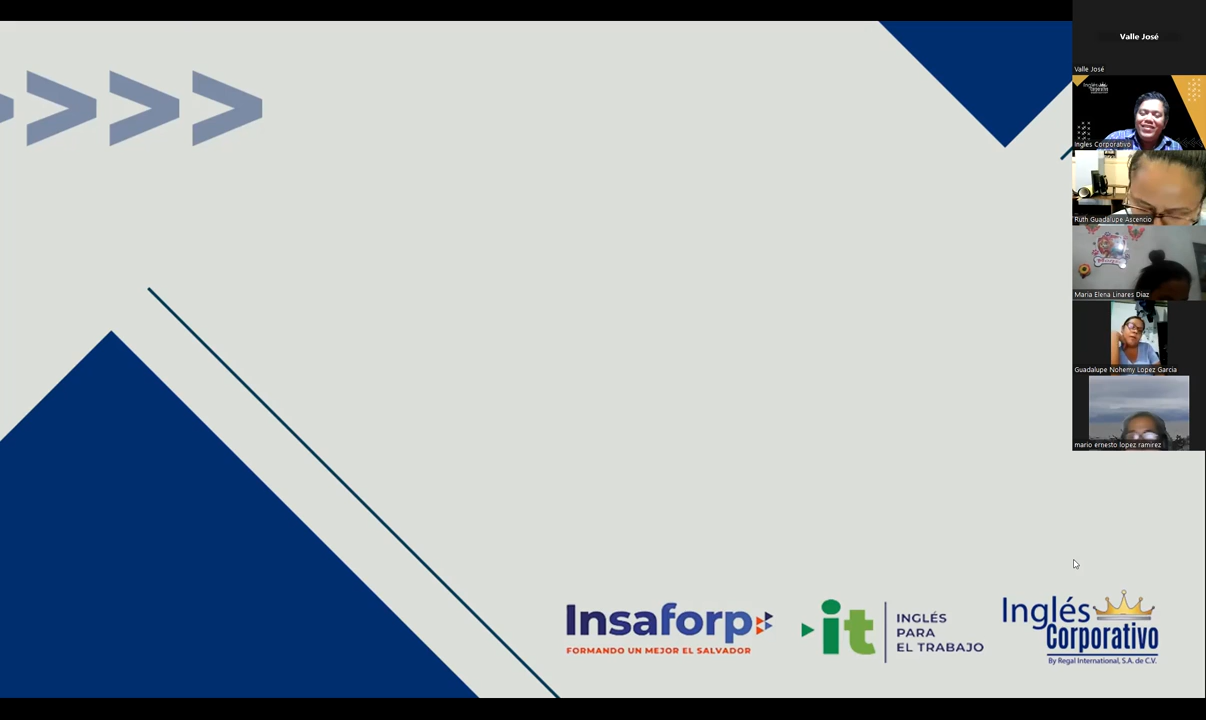 Valle José
Valle José
Inglés
Corporativo
Ingles Corporativo
Ruth Guadalupe Ascencio
Maria Elena Linares Diaz
Guadalupe Nohemy Lopez Garcia
mario ernesto lopez ramirez
Insaforp
FORMANDO UN MEJOR EL SALVADOR
it
INGLÉS
PARA
EL TRABAJO
Inglés
Corporativo
By Regal International, S.A. de C.V.